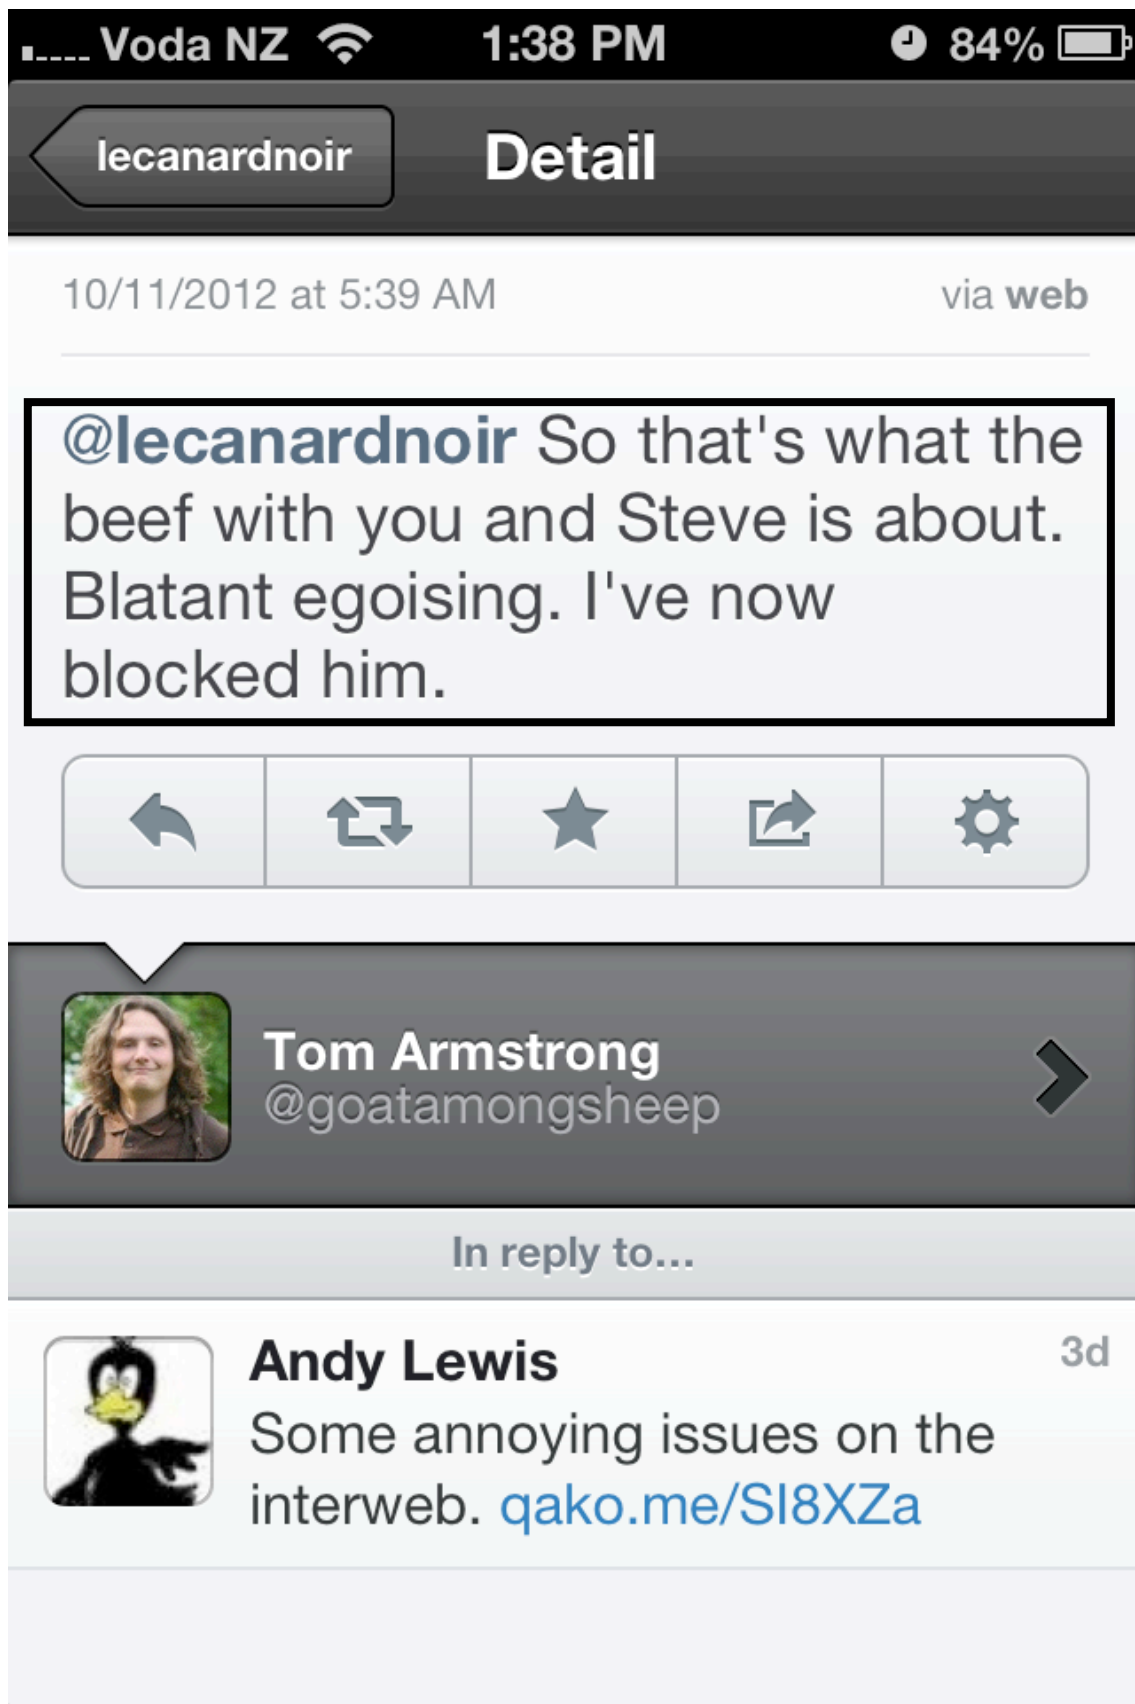 Voda NZ 1:38 PM 84%
lecanardnoir Detail
10/11/2012 at 5:39 AM via web
@lecanardnoir So that's what the
beef with you and Steve is about.
Blatant egoising. I've now
blocked him.
Tom Armstrong
@goatamongsheep
In reply to...
Andy Lewis 3d
Some annoying issues on the
interweb. qako.me/SI8XZa